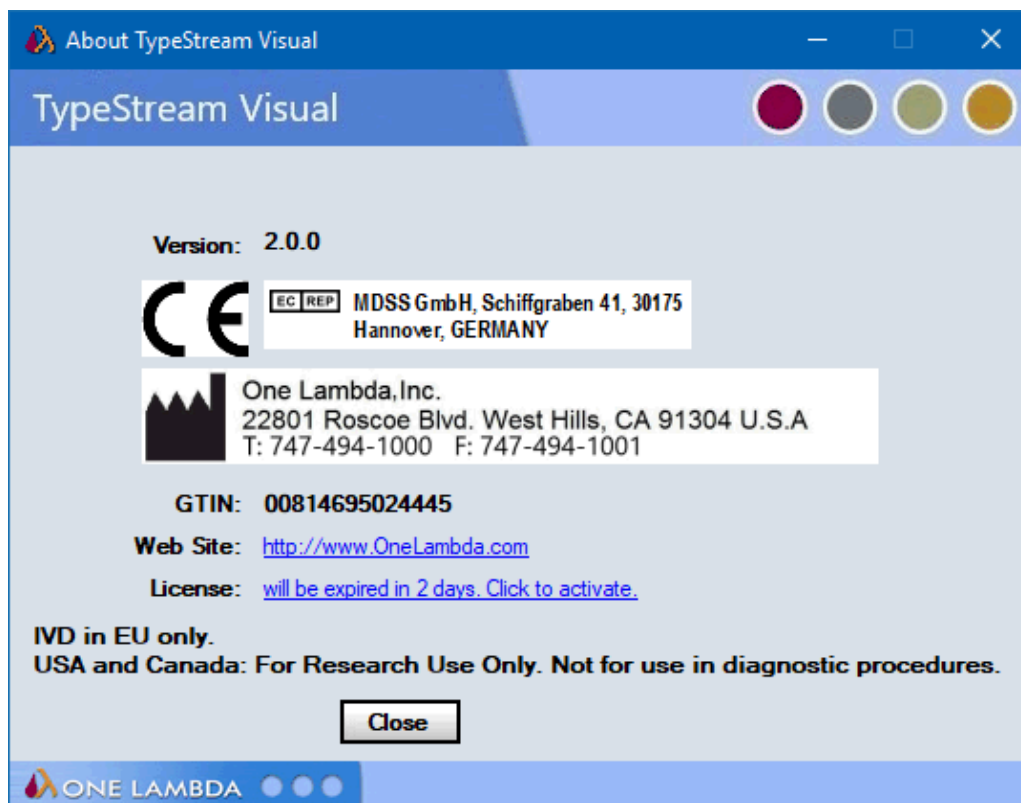 About TypeStream Visual
TypeStream Visual
Version: 2.0.0
CE
EC REP MDSS GmbH, Schiffgraben 41, 30175
Hannover, GERMANY
One Lambda,Inc.
22801 Roscoe Blvd. West Hills, CA 91304 U.S.A
T: 747-494-1000 F: 747-494-1001
GTIN: 00814695024445
Web Site: http://www.OneLambda.com
License: will be expired in 2 days. Click to activate.
IVD in EU only.
USA and Canada: For Research Use Only. Not for use in diagnostic procedures.
Close
ONE LAMBDA